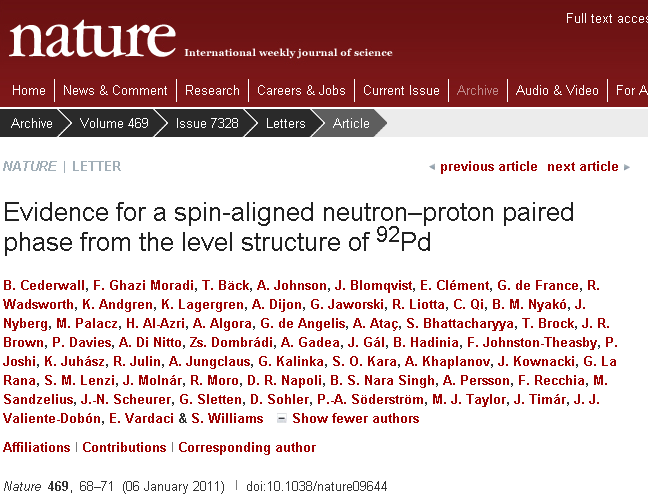 Full text acces
nature International weekly journal of science
Home News & Comment Research Careers & Jobs Current Issue Archive Audio & Video For A
Archive Volume 469 Issue 7328 Letters Article
NATURE | LETTER
previous article next article
Evidence for a spin-aligned neutron–proton paired
phase from the level structure of ⁹²Pd
B. Cederwall, F. Ghazi Moradi, T. Bäck, A. Johnson, J. Blomqvist, E. Clément, G. de France, R.
Wadsworth, K. Andgren, K. Lagergren, A. Dijon, G. Jaworski, R. Liotta, C. Qi, B. M. Nyakó, J.
Nyberg, M. Palacz, H. Al-Azri, A. Algora, G. de Angelis, A. Ataç, S. Bhattacharyya, T. Brock, J. R.
Brown, P. Davies, A. Di Nitto, Zs. Dombrádi, A. Gadea, J. Gál, B. Hadinia, F. Johnston-Theasby, P.
Joshi, K. Juhász, R. Julin, A. Jungclaus, G. Kalinka, S. O. Kara, A. Khaplanov, J. Kownacki, G. La
Rana, S. M. Lenzi, J. Molnár, R. Moro, D. R. Napoli, B. S. Nara Singh, A. Persson, F. Recchia, M.
Sandzelius, J.-N. Scheurer, G. Sletten, D. Sohler, P.-A. Söderström, M. J. Taylor, J. Timár, J. J.
Valiente-Dobón, E. Vardaci & S. Williams Show fewer authors
Affiliations | Contributions | Corresponding author
Nature 469, 68–71 (06 January 2011) | doi:10.1038/nature09644